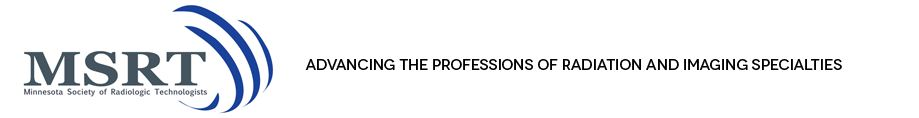 MSRT
Minnesota Society of Radiologic Technologists
ADVANCING THE PROFESSIONS OF RADIATION AND IMAGING SPECIALTIES